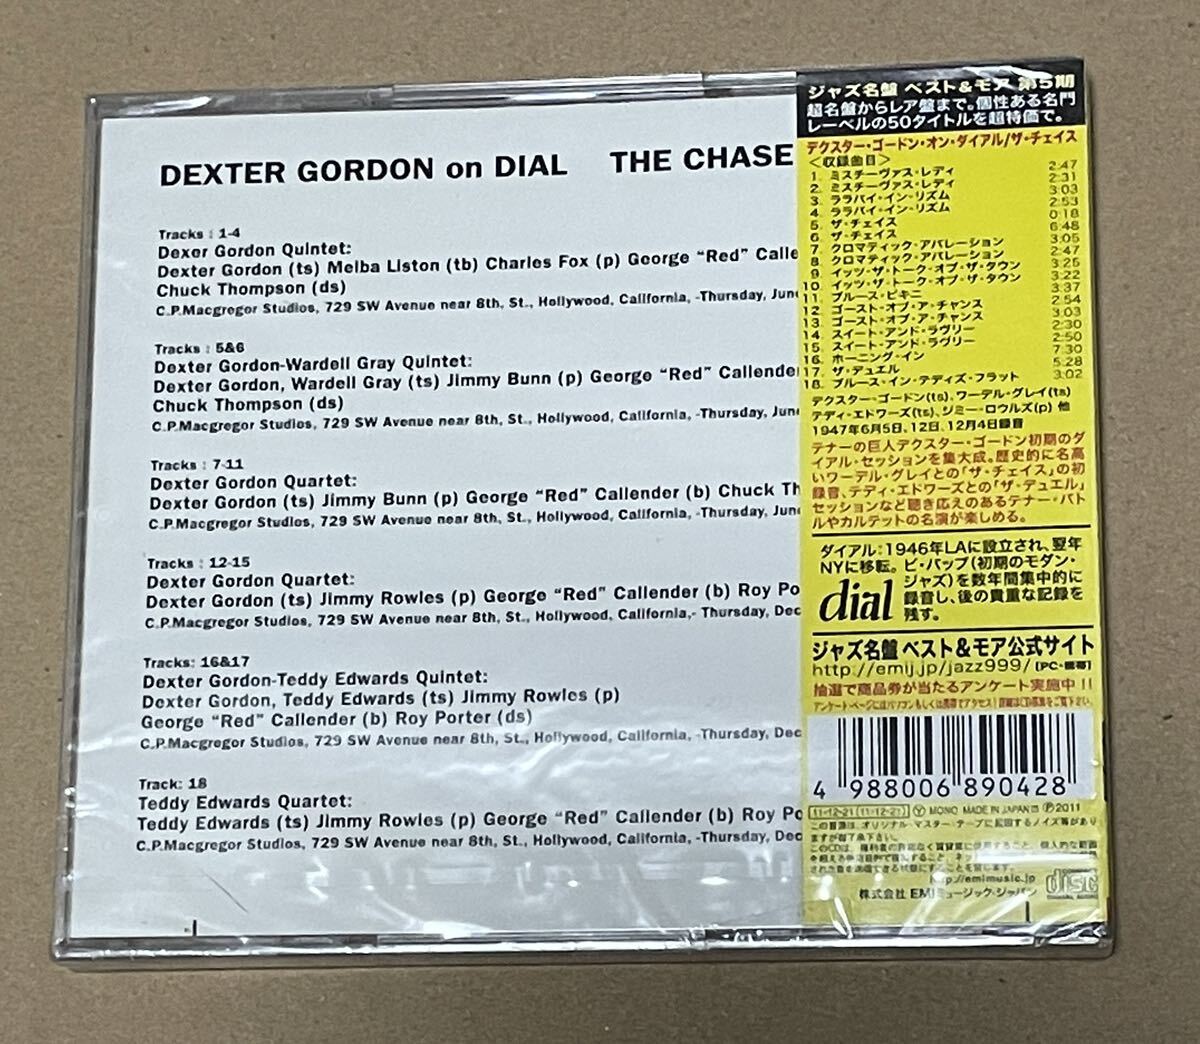 DEXTER GORDON on DIAL THE CHASE
Tracks : 1-4
Dexor Gordon Quintet:
Dexter Gordon (ts) Melba Liston (tb) Charles Fox (p) George "Red" Calle
Chuck Thompson (ds)
C.P.Macgregor Studios, 729 SW Avenue near 8th, St., Hollywood, California, -Thursday, June
Tracks : 5&6
Dexter Gordon-Wardell Gray Quintet:
Dexter Gordon, Wardell Gray (ts) Jimmy Bunn (p) George "Red" Callende
Chuck Thompson (ds)
C.P.Macgregor Studios, 729 SW Avenue near 8th, St., Hollywood, California, -Thursday, June
Tracks : 7-11
Dexter Gordon Quartet:
Dexter Gordon (ts) Jimmy Bunn (p) George "Red" Callender (b) Chuck Th
C.P.Macgregor Studios, 729 SW Avenue near 8th, St., Hollywood, California, -Thursday, June
Tracks : 12-15
Dexter Gordon Quartet:
Dexter Gordon (ts) Jimmy Rowles (p) George "Red" Callender (b) Roy Po
C.P.Macgregor Studios, 729 SW Avenue near 8th, St., Hollywood, California,- Thursday, Dec
Tracks: 16&17
Dexter Gordon-Teddy Edwards Quintet:
Dexter Gordon, Teddy Edwards (ts) Jimmy Rowles (p)
George "Red" Callender (b) Roy Porter (ds)
C.P.Macgregor Studios, 729 SW Avenue near 8th, St., Hollywood, California, -Thursday, Dec
Track: 18
Teddy Edwards Quartet:
Teddy Edwards (ts) Jimmy Rowles (p) George "Red" Callender (b) Roy Po
C.P.Macgregor Studios, 729 SW Avenue near 8th, St., Hollywood, California, -Thursday, Dec
ジャズ名盤 ベスト&モア 第5期
超名盤からレア盤まで。個性ある名門
レーベルの50タイトルを超特価で。
デクスター・ゴードン・オン・ダイアル/ザ・チェイス
<収録曲目>
1. ミスチーヴァス・レディ 2:47
2. ミスチーヴァス・レディ 2:31
3. ララバイ・イン・リズム 3:03
4. ララバイ・イン・リズム 2:53
5. ザ・チェイス 0:18
6. ザ・チェイス 6:48
7. クロマティック・アバレーション 3:05
8. クロマティック・アバレーション 2:47
9. イッツ・ザ・トーク・オブ・ザ・タウン 3:25
10. イッツ・ザ・トーク・オブ・ザ・タウン 3:22
11. ブルース・ビキニ 3:37
12. ゴースト・オブ・ア・チャンス 2:54
13. ゴースト・オブ・ア・チャンス 3:03
14. スイート・アンド・ラヴリー 2:30
15. スイート・アンド・ラヴリー 2:50
16. ホーニング・イン 7:30
17. ザ・デュエル 5:28
18. ブルース・イン・テディズ・フラット 3:02
デクスター・ゴードン(ts)、ワーデル・グレイ(ts)
テディ・エドワーズ(ts)、ジミー・ロウルズ(p) 他
1947年6月5日、12日、12月4日録音
テナーの巨人デクスター・ゴードン初期のダ
イアル・セッションを集大成。歴史的に名高
いワーデル・グレイとの「ザ・チェイス」の初
録音、テディ・エドワーズとの「ザ・デュエル」
セッションなど聴き応えのあるテナー・バト
ルやカルテットの名演が楽しめる。
ダイアル:1946年LAに設立され、翌年
NYに移転。ビ・バップ(初期のモダン・
ジャズ)を数年間集中的に
録音し、後の貴重な記録を
残す。
dial
ジャズ名盤 ベスト&モア公式サイト
http://emij.jp/jazz999/ [PC・携帯]
抽選で商品券が当たるアンケート実施中!!
4 988006 890428
11-12-21 (11-12-21) Ⓨ MONO MADE IN JAPAN Ⓟ2011
http://emimusic.jp
株式会社 EMIミュージック・ジャパン
disc